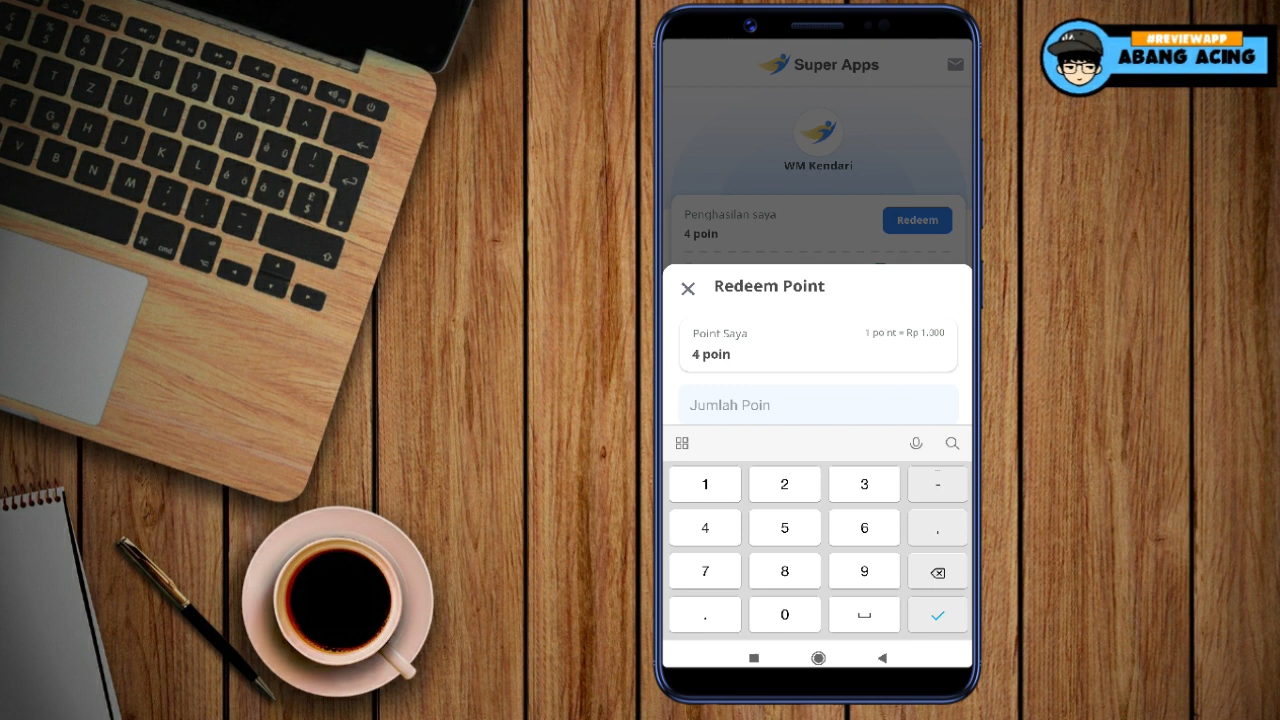 Super Apps
WM Kendari
Penghasilan saya
4 poin
Redeem
Redeem Point
Point Saya
1 point = Rp 1.000
4 poin
Jumlah Poin
1 2 3 -
4 5 6 ,
7 8 9
. 0
#REVIEWAPP
ABANG ACING